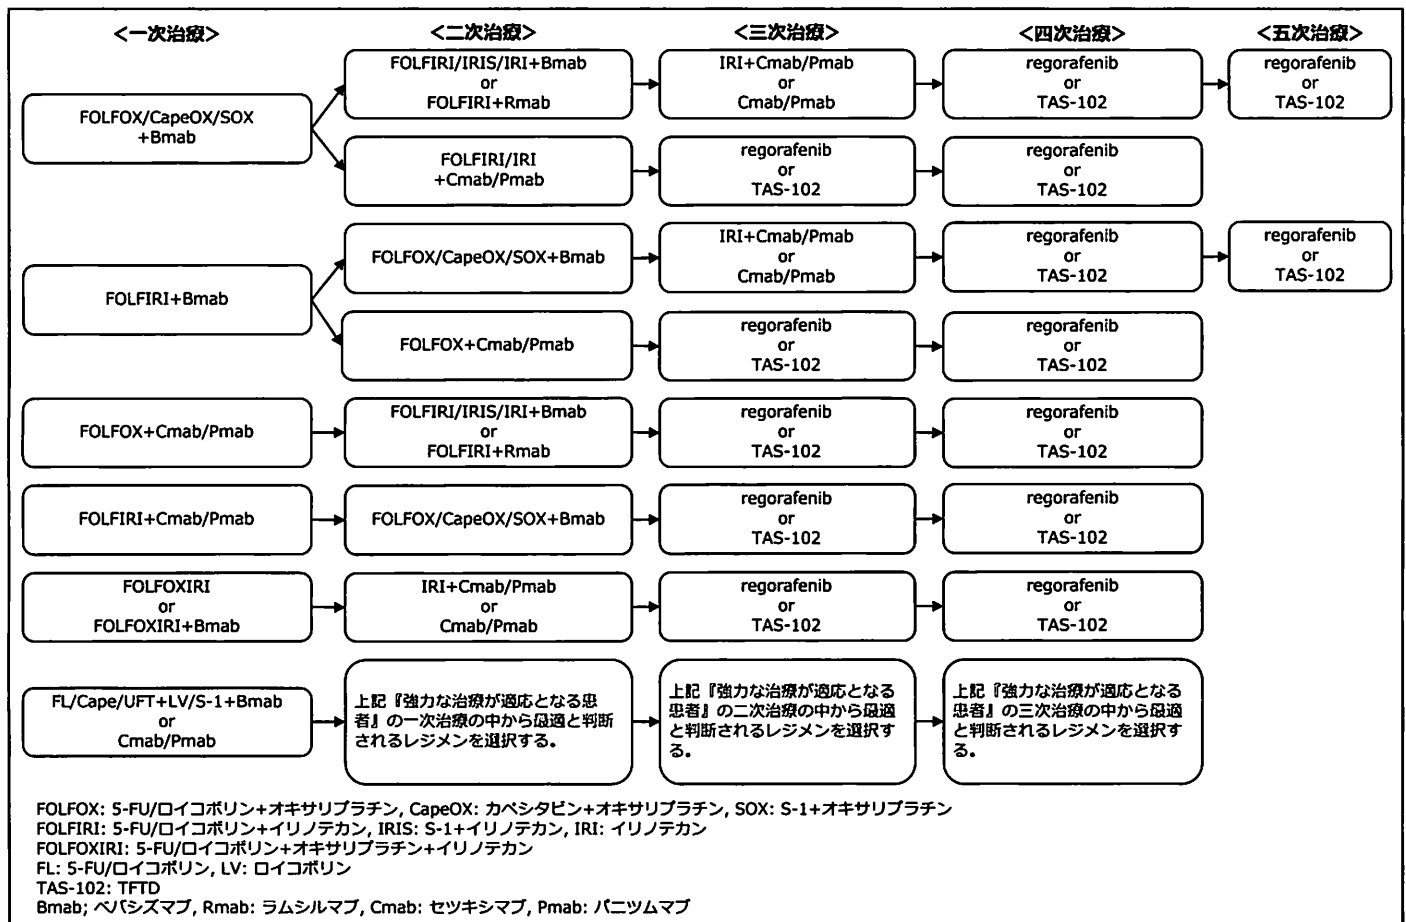 <一次治療>
<二次治療>
<三次治療>
<四次治療>
<五次治療>
FOLFOX/CapeOX/SOX
+Bmab
FOLFIRI/IRIS/IRI+Bmab
or
FOLFIRI+Rmab
IRI+Cmab/Pmab
or
Cmab/Pmab
regorafenib
or
TAS-102
regorafenib
or
TAS-102
FOLFIRI/IRI
+Cmab/Pmab
regorafenib
or
TAS-102
regorafenib
or
TAS-102
FOLFIRI+Bmab
FOLFOX/CapeOX/SOX+Bmab
IRI+Cmab/Pmab
or
Cmab/Pmab
regorafenib
or
TAS-102
regorafenib
or
TAS-102
FOLFOX+Cmab/Pmab
regorafenib
or
TAS-102
regorafenib
or
TAS-102
FOLFOX+Cmab/Pmab
FOLFIRI/IRIS/IRI+Bmab
or
FOLFIRI+Rmab
regorafenib
or
TAS-102
regorafenib
or
TAS-102
FOLFIRI+Cmab/Pmab
FOLFOX/CapeOX/SOX+Bmab
regorafenib
or
TAS-102
regorafenib
or
TAS-102
FOLFOXIRI
or
FOLFOXIRI+Bmab
IRI+Cmab/Pmab
or
Cmab/Pmab
regorafenib
or
TAS-102
regorafenib
or
TAS-102
FL/Cape/UFT+LV/S-1+Bmab
or
Cmab/Pmab
上記『強力な治療が適応となる患
者』の一次治療の中から最適と判断
されるレジメンを選択する。
上記『強力な治療が適応となる
患者』の二次治療の中から最適
と判断されるレジメンを選択す
る。
上記『強力な治療が適応となる
患者』の三次治療の中から最適
と判断されるレジメンを選択す
る。
FOLFOX: 5-FU/ロイコボリン+オキサリプラチン, CapeOX: カペシタビン+オキサリプラチン, SOX: S-1+オキサリプラチン
FOLFIRI: 5-FU/ロイコボリン+イリノテカン, IRIS: S-1+イリノテカン, IRI: イリノテカン
FOLFOXIRI: 5-FU/ロイコボリン+オキサリプラチン+イリノテカン
FL: 5-FU/ロイコボリン, LV: ロイコボリン
TAS-102: TFTD
Bmab; ベバシズマブ, Rmab: ラムシルマブ, Cmab: セツキシマブ, Pmab: パニツムマブ